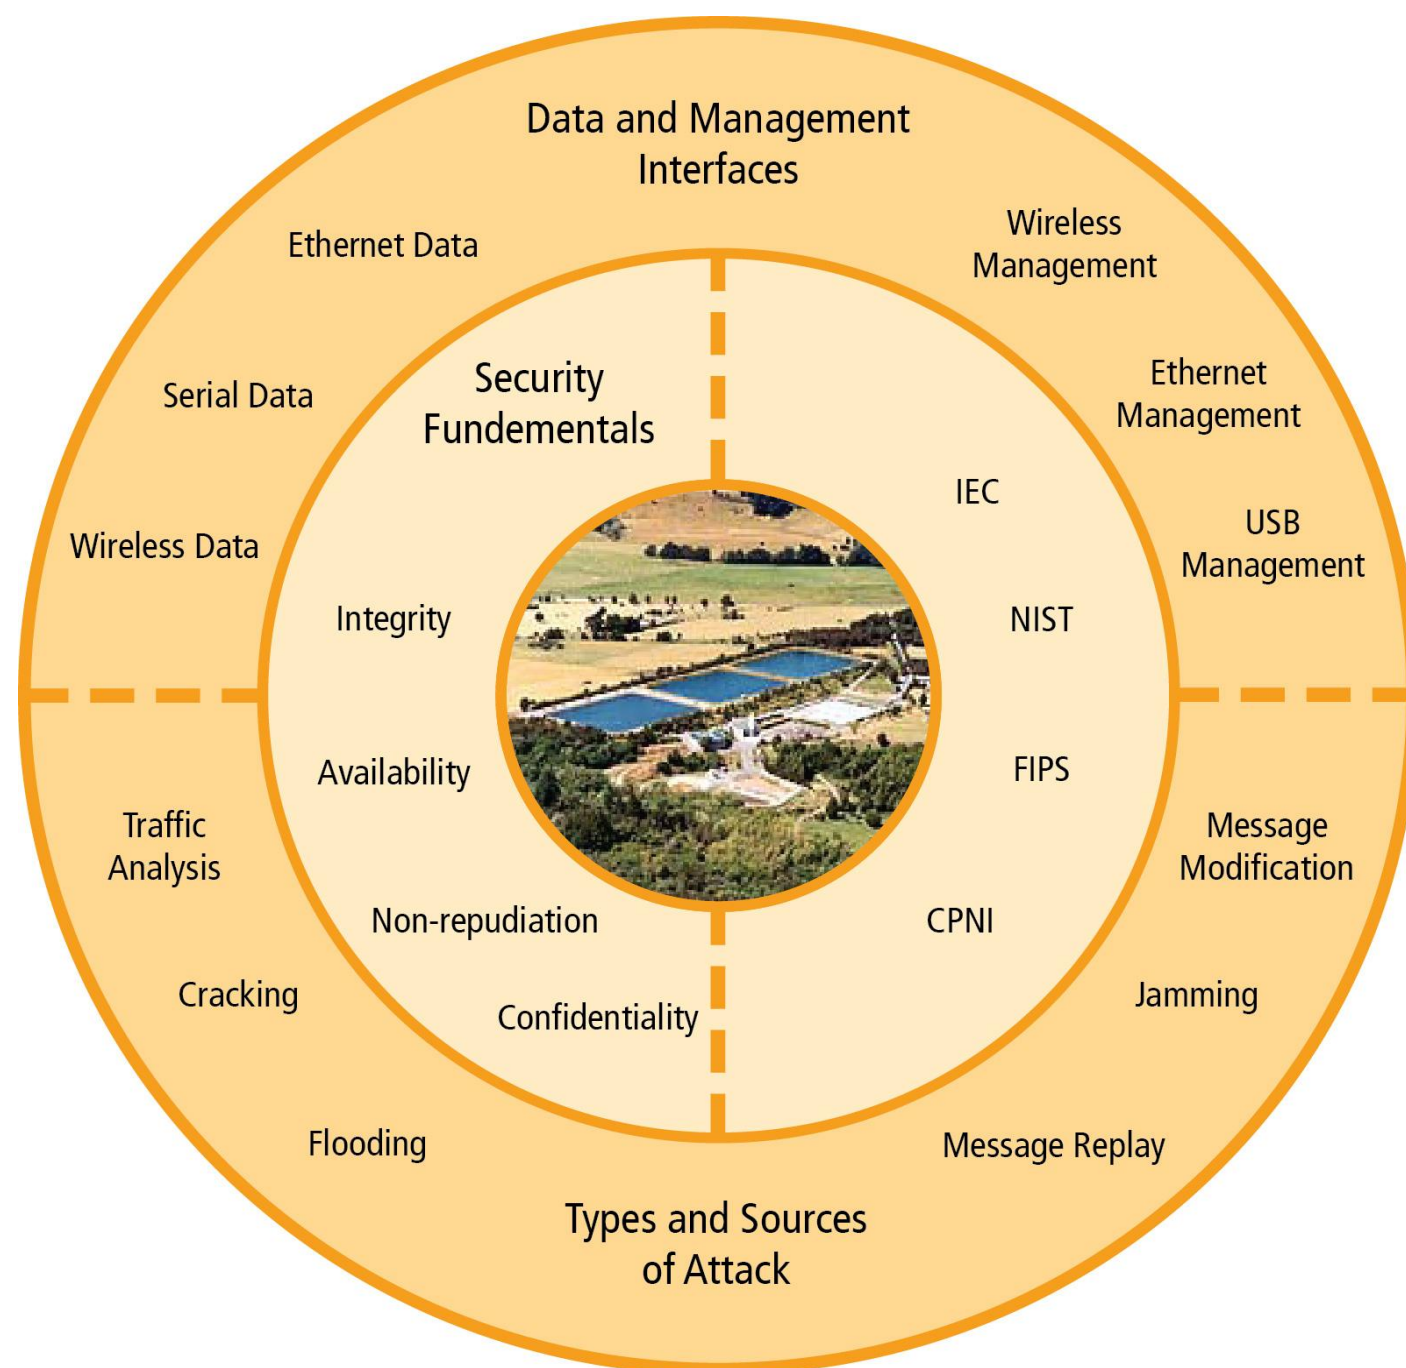 Data and Management
Interfaces
Ethernet Data
Serial Data
Wireless Data
Wireless
Management
Ethernet
Management
USB
Management
Security
Fundementals
Integrity
Availability
Non-repudiation
Confidentiality
IEC
NIST
FIPS
CPNI
Traffic
Analysis
Cracking
Flooding
Message
Modification
Jamming
Message Replay
Types and Sources
of Attack